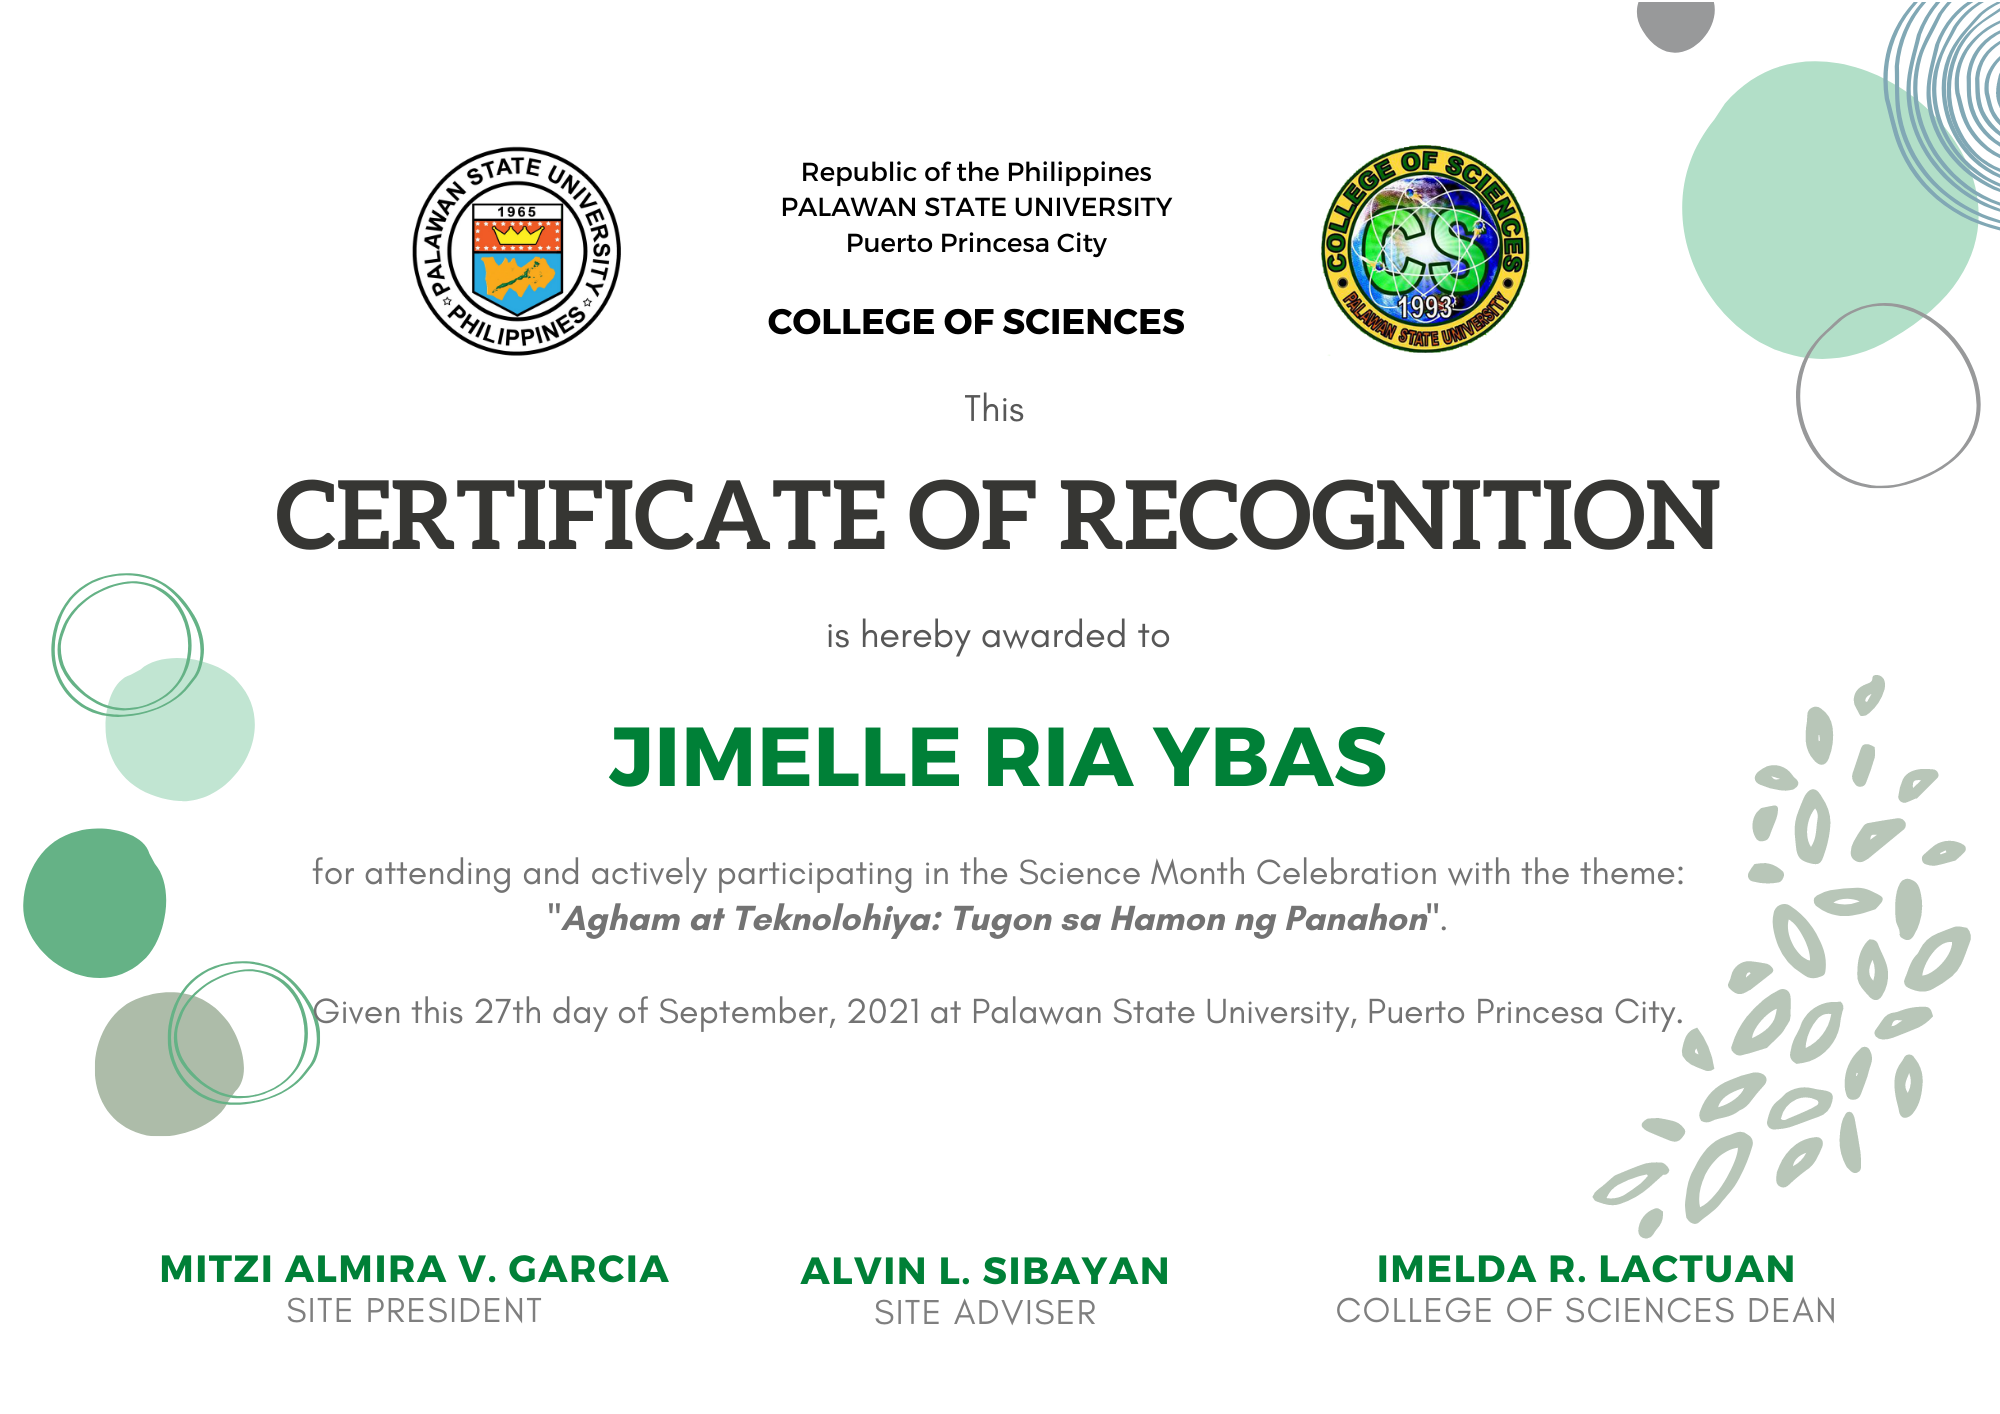 PALAWAN STATE UNIVERSITY
PHILIPPINES
1965
Republic of the Philippines
PALAWAN STATE UNIVERSITY
Puerto Princesa City
COLLEGE OF SCIENCES
COLLEGE OF SCIENCES
CS
1993
PALAWAN STATE UNIVERSITY
This
CERTIFICATE OF RECOGNITION
is hereby awarded to
JIMELLE RIA YBAS
for attending and actively participating in the Science Month Celebration with the theme:
"Agham at Teknolohiya: Tugon sa Hamon ng Panahon".
Given this 27th day of September, 2021 at Palawan State University, Puerto Princesa City.
MITZI ALMIRA V. GARCIA
SITE PRESIDENT
ALVIN L. SIBAYAN
SITE ADVISER
IMELDA R. LACTUAN
COLLEGE OF SCIENCES DEAN